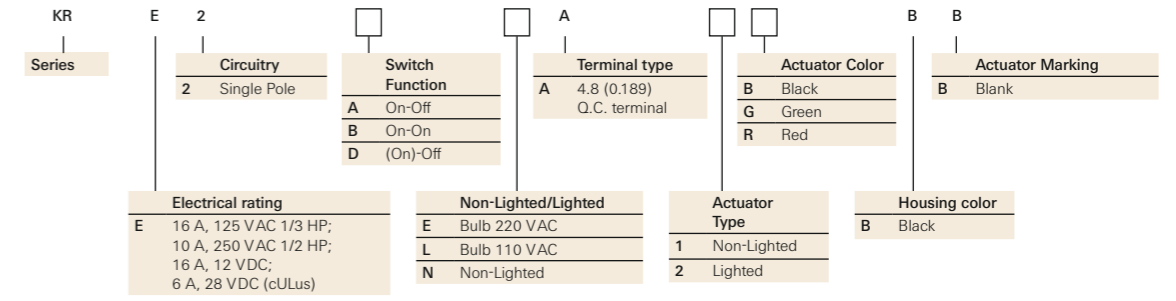 KR E 2 A B B
Series
Circuitry
2 Single Pole
Switch
Function
A On-Off
B On-On
D (On)-Off
Terminal type
A 4.8 (0.189)
Q.C. terminal
Actuator Color
B Black
G Green
R Red
Actuator Marking
B Blank
Electrical rating
E 16 A, 125 VAC 1/3 HP;
10 A, 250 VAC 1/2 HP;
16 A, 12 VDC;
6 A, 28 VDC (cULus)
Non-Lighted/Lighted
E Bulb 220 VAC
L Bulb 110 VAC
N Non-Lighted
Actuator
Type
1 Non-Lighted
2 Lighted
Housing color
B Black